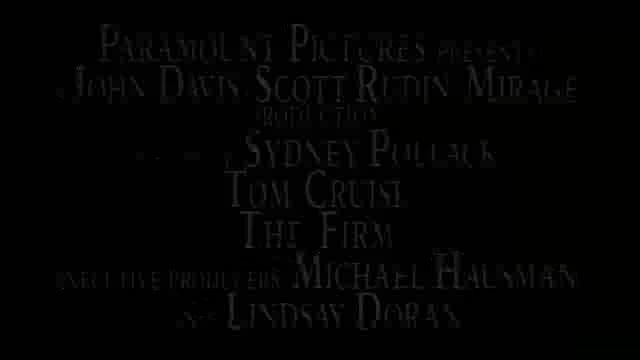 PARAMOUNT PICTURES PRESENTS
JOHN DAVIS SCOTT RUDIN MIRAGE
PRODUCTION
SYDNEY POLLACK
TOM CRUISE
THE FIRM
EXECUTIVE PRODUCERS MICHAEL HAUSMAN
AND LINDSAY DORAN